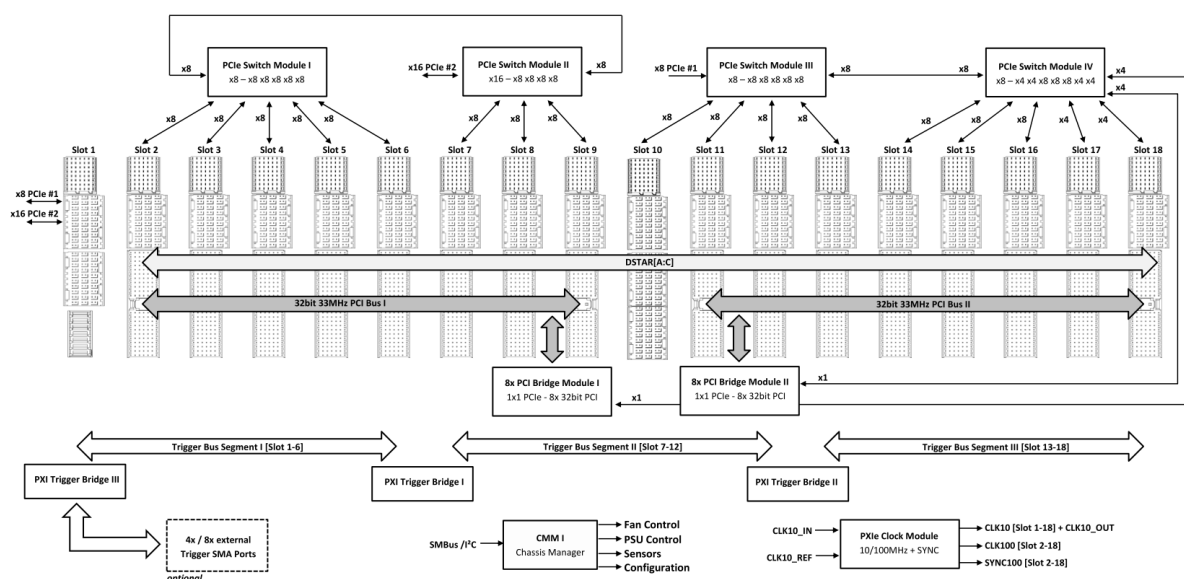 PCIe Switch Module I
x8 – x8 x8 x8 x8 x8
PCIe Switch Module II
x16 – x8 x8 x8 x8
PCIe Switch Module III
x8 – x8 x8 x8 x8 x8
PCIe Switch Module IV
x8 – x4 x4 x8 x8 x8 x4 x4
x8
x16 PCIe #2
x8
x8 PCIe #1
x8
x8
x4
x4
x8
x8
x8
x8
x8
x8
x8
x8
x8
x8
x8
x8
x8
x8
x4
x4
Slot 1
Slot 2
Slot 3
Slot 4
Slot 5
Slot 6
Slot 7
Slot 8
Slot 9
Slot 10
Slot 11
Slot 12
Slot 13
Slot 14
Slot 15
Slot 16
Slot 17
Slot 18
x8 PCIe #1
x16 PCIe #2
DSTAR[A:C]
32bit 33MHz PCI Bus I
32bit 33MHz PCI Bus II
8x PCI Bridge Module I
1x1 PCIe - 8x 32bit PCI
x1
8x PCI Bridge Module II
1x1 PCIe - 8x 32bit PCI
x1
Trigger Bus Segment I [Slot 1-6]
Trigger Bus Segment II [Slot 7-12]
Trigger Bus Segment III [Slot 13-18]
PXI Trigger Bridge III
PXI Trigger Bridge I
PXI Trigger Bridge II
4x / 8x external
Trigger SMA Ports
optional
SMBus /I²C
CMM I
Chassis Manager
Fan Control
PSU Control
Sensors
Configuration
CLK10_IN
CLK10_REF
PXIe Clock Module
10/100MHz + SYNC
CLK10 [Slot 1-18] + CLK10_OUT
CLK100 [Slot 2-18]
SYNC100 [Slot 2-18]